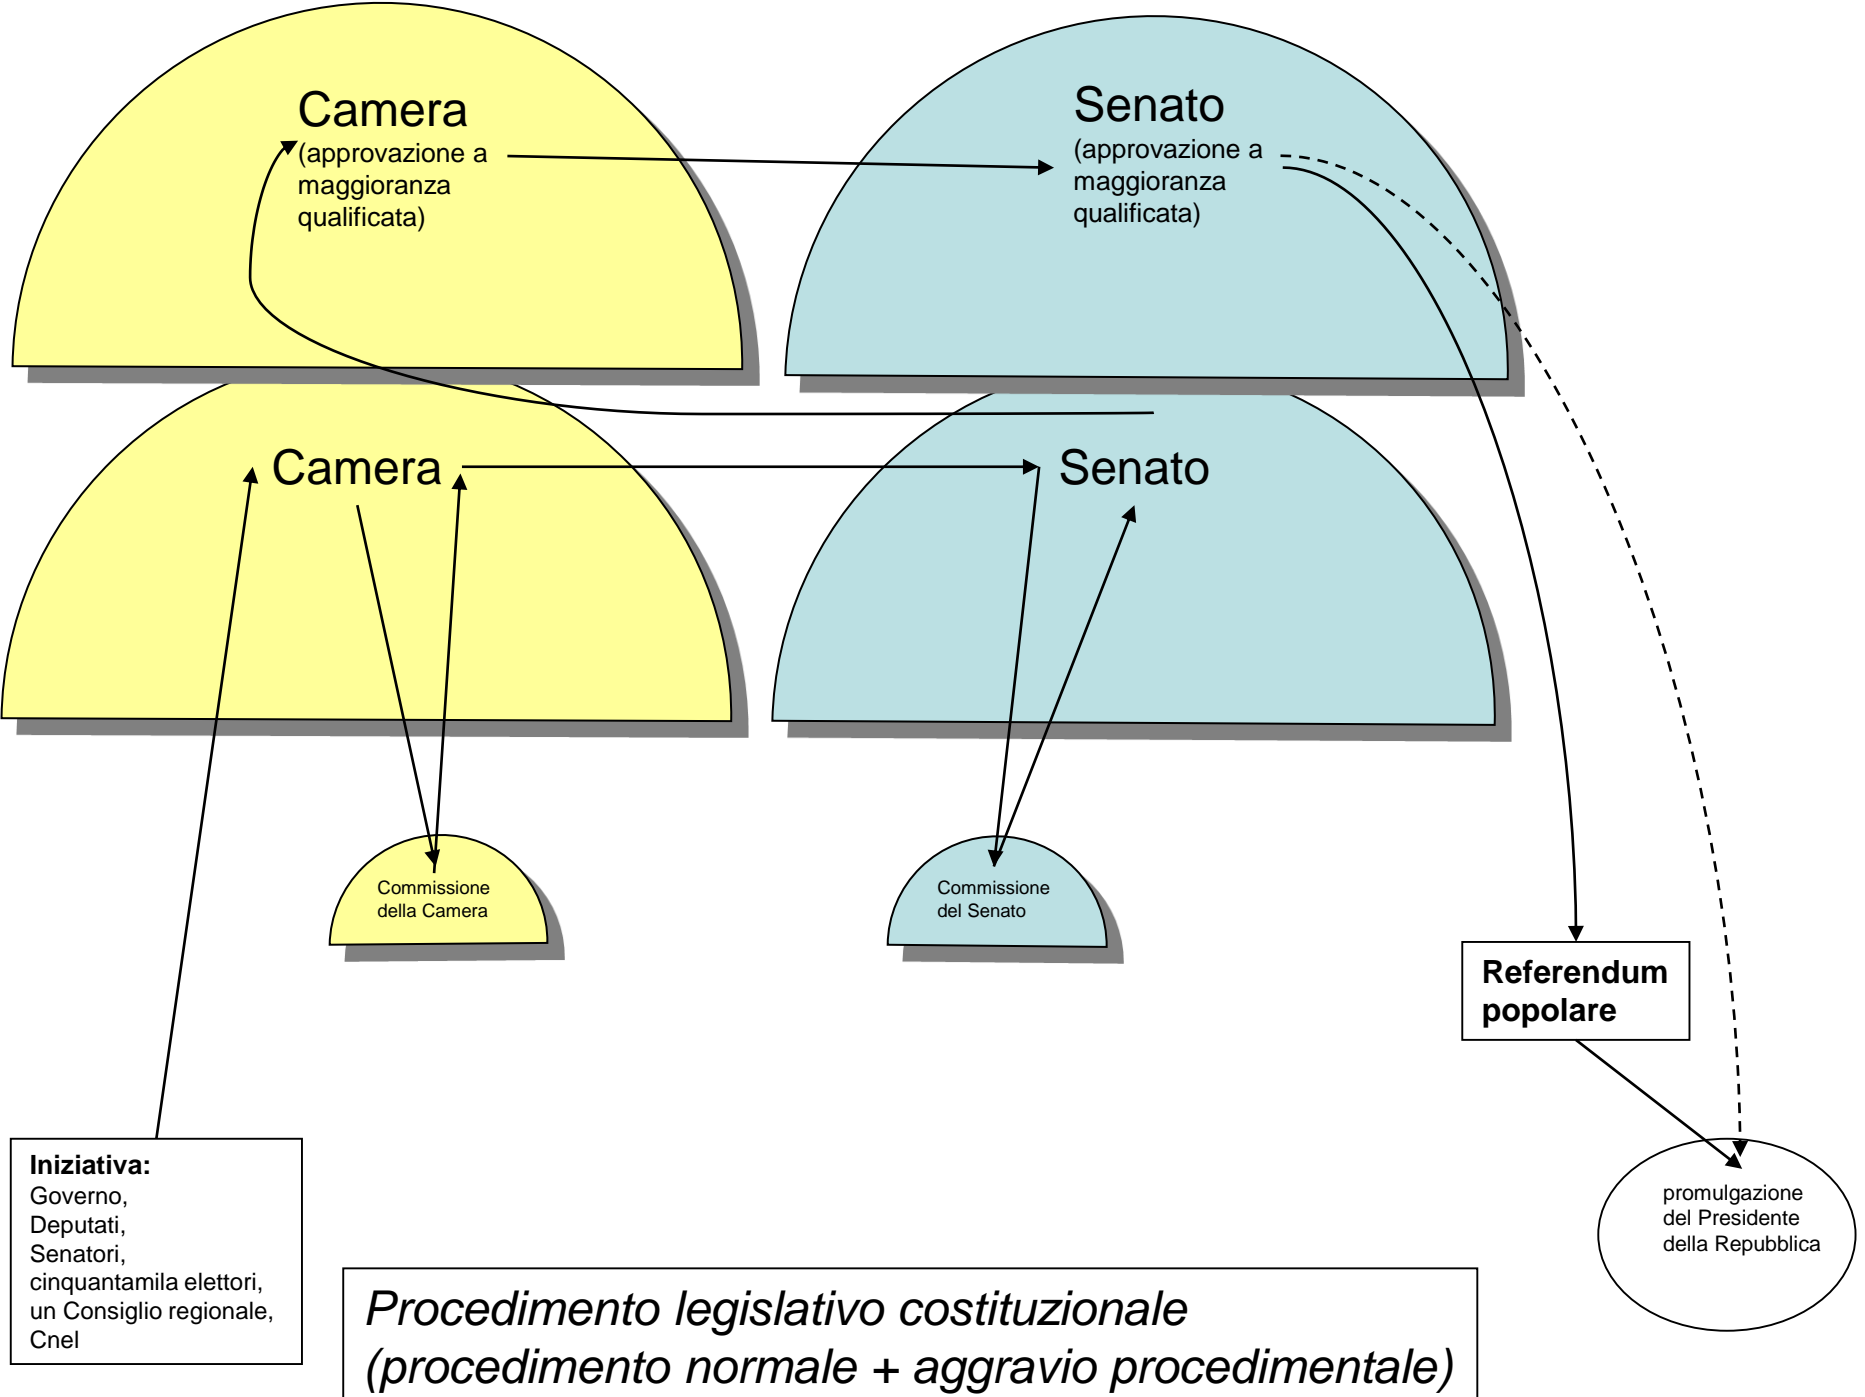 Camera
(approvazione a
maggioranza
qualificata)
Senato
(approvazione a
maggioranza
qualificata)
Camera
Senato
Commissione
della Camera
Commissione
del Senato
Referendum
popolare
Iniziativa:
Governo,
Deputati,
Senatori,
cinquantamila elettori,
un Consiglio regionale,
Cnel
promulgazione
del Presidente
della Repubblica
Procedimento legislativo costituzionale
(procedimento normale + aggravio procedimentale)